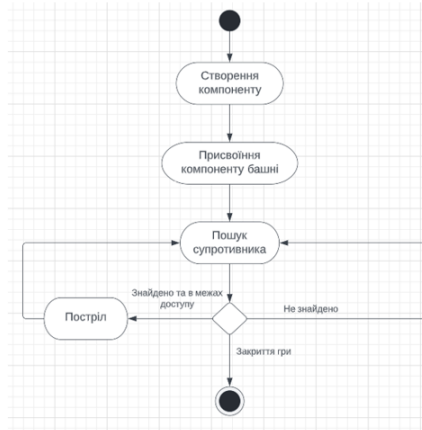 Створення
компоненту
Присвоїння
компоненту башні
Пошук
супротивника
Знайдено та в межах
доступу
Не знайдено
Постріл
Закриття гри